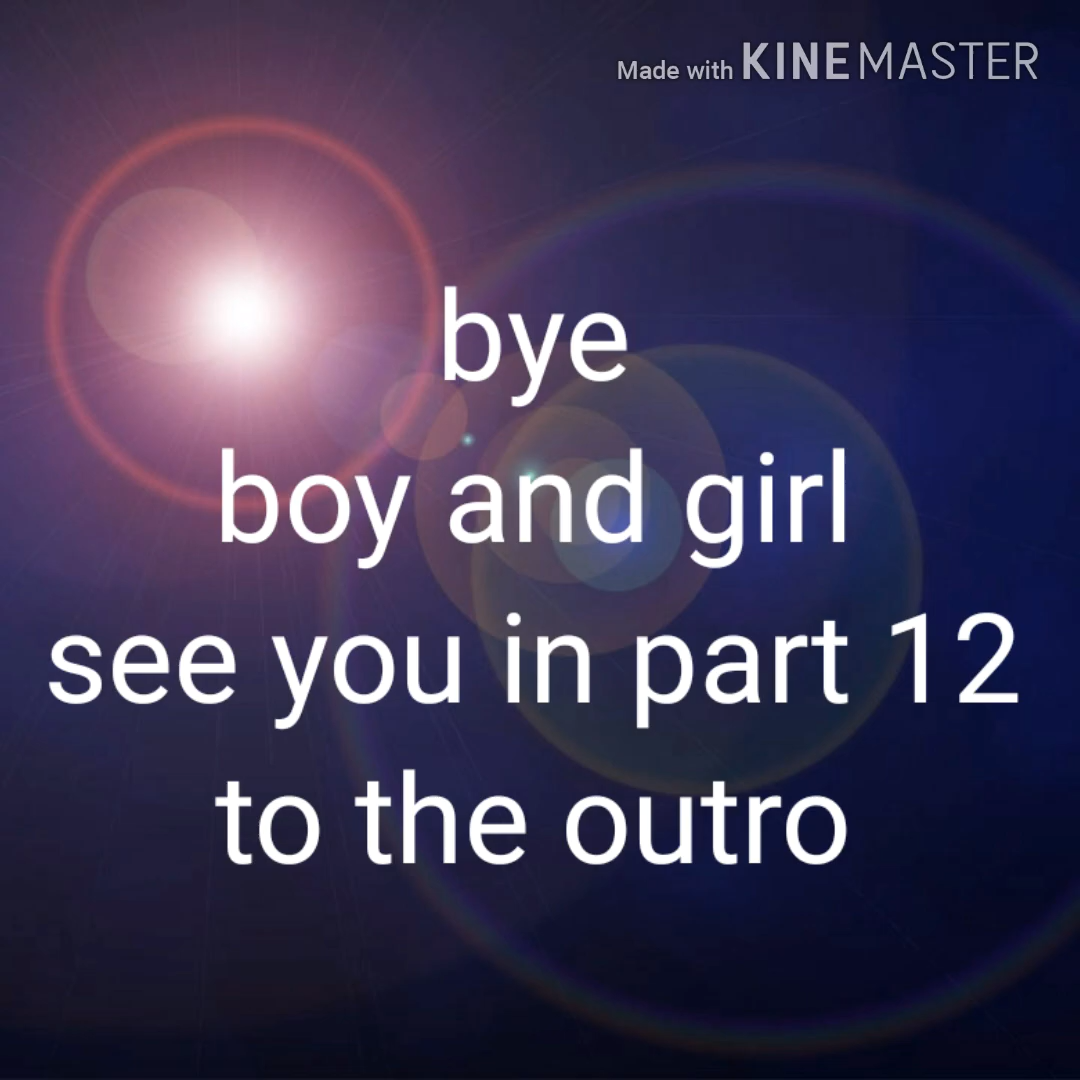 Made with KINEMASTER
bye
boy and girl
see you in part 12
to the outro